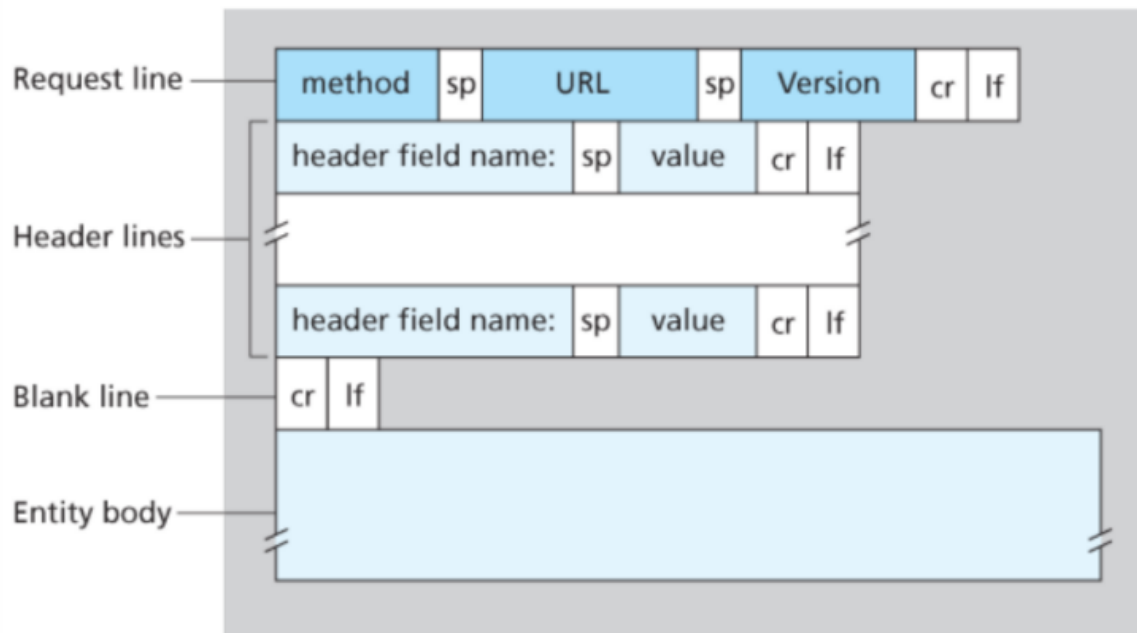 Request line method sp URL sp Version cr lf
header field name: sp value cr lf
Header lines
header field name: sp value cr lf
Blank line cr lf
Entity body